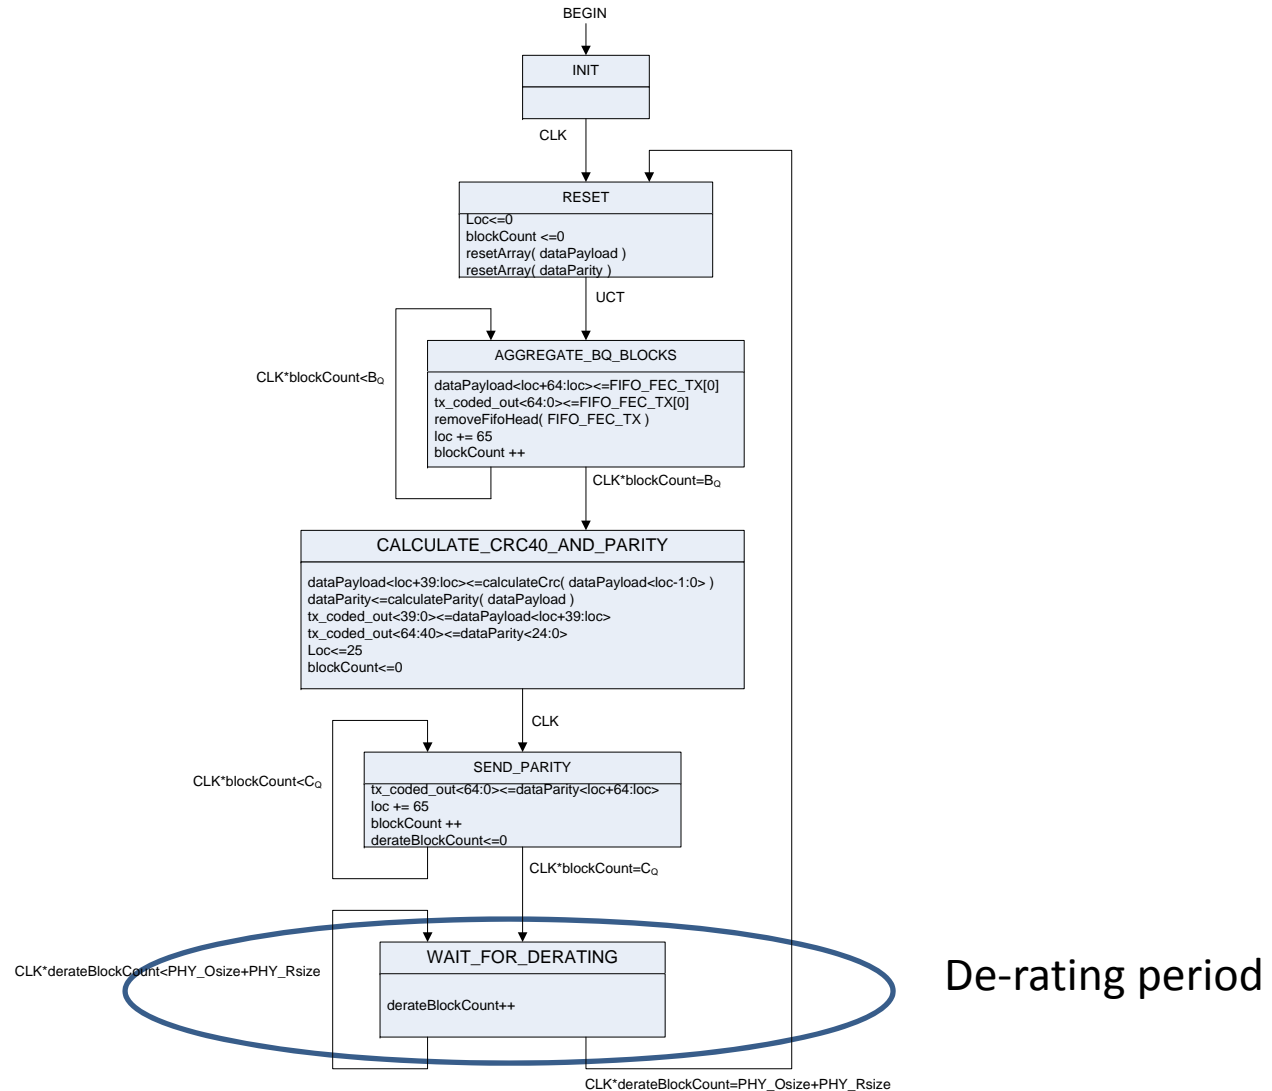 BEGIN
INIT
CLK
RESET
Loc<=0
blockCount <=0
resetArray( dataPayload )
resetArray( dataParity )
UCT
AGGREGATE_BQ_BLOCKS
CLK*blockCount<BQ
dataPayload<loc+64:loc><=FIFO_FEC_TX[0]
tx_coded_out<64:0><=FIFO_FEC_TX[0]
removeFifoHead( FIFO_FEC_TX )
loc += 65
blockCount ++
CLK*blockCount=BQ
CALCULATE_CRC40_AND_PARITY
dataPayload<loc+39:loc><=calculateCrc( dataPayload<loc-1:0> )
dataParity<=calculateParity( dataPayload )
tx_coded_out<39:0><=dataPayload<loc+39:loc>
tx_coded_out<64:40><=dataParity<24:0>
Loc<=25
blockCount<=0
CLK
SEND_PARITY
CLK*blockCount<CQ
tx_coded_out<64:0><=dataParity<loc+64:loc>
loc += 65
blockCount ++
derateBlockCount<=0
CLK*blockCount=CQ
WAIT_FOR_DERATING
CLK*derateBlockCount<PHY_Osize+PHY_Rsize
derateBlockCount++
De-rating period
CLK*derateBlockCount=PHY_Osize+PHY_Rsize